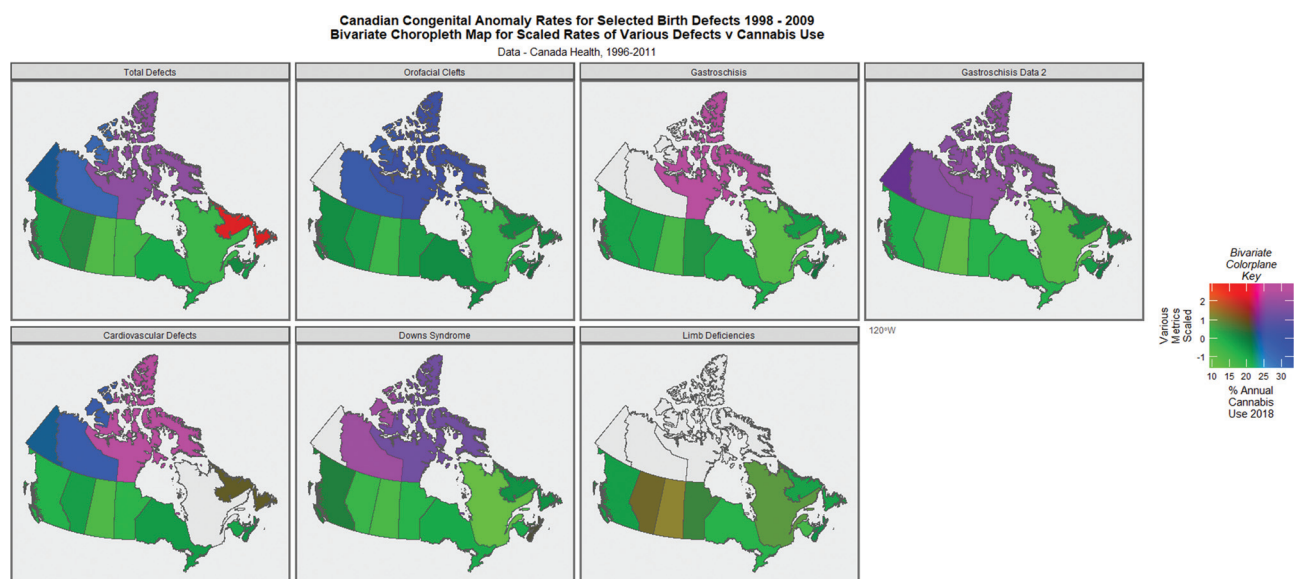 Canadian Congenital Anomaly Rates for Selected Birth Defects 1998 - 2009
Bivariate Choropleth Map for Scaled Rates of Various Defects v Cannabis Use
Data - Canada Health, 1996-2011
Total Defects
Orofacial Clefts
Gastroschisis
Gastroschisis Data 2
Cardiovascular Defects
Downs Syndrome
Limb Deficiencies
120°W
Bivariate
Colorplane
Key
Various
Metrics
Scaled
2
1
0
-1
10 15 20 25 30
% Annual
Cannabis
Use 2018